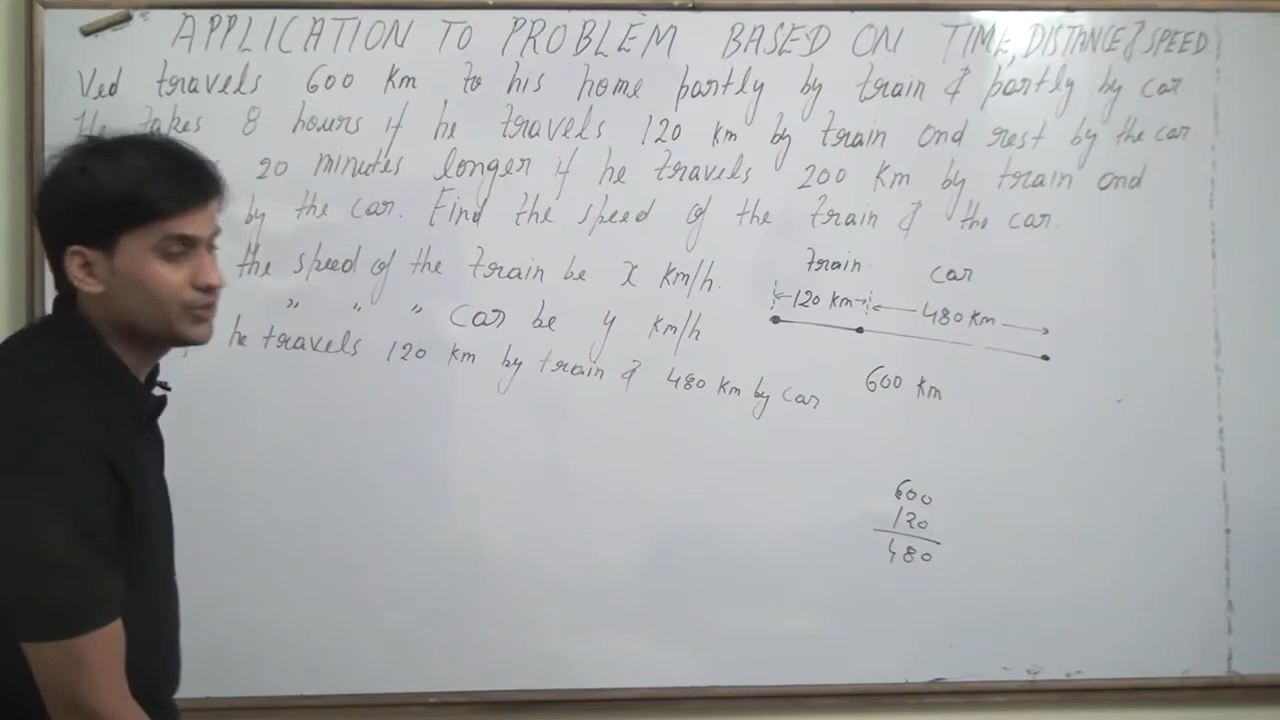 APPLICATION TO PROBLEM BASED ON TIME, DISTANCE & SPEED
Ved travels 600 Km to his home partly by train & partly by car
He takes 8 hours if he travels 120 km by train and rest by the car.
20 minutes longer if he travels 200 Km by train and
by the car. Find the speed of the train & the car.
the speed of the train be x km/h.
" " " car be y km/h
he travels 120 km by train & 480 km by car
train car
120 km 480 km
600 km
600
120
480